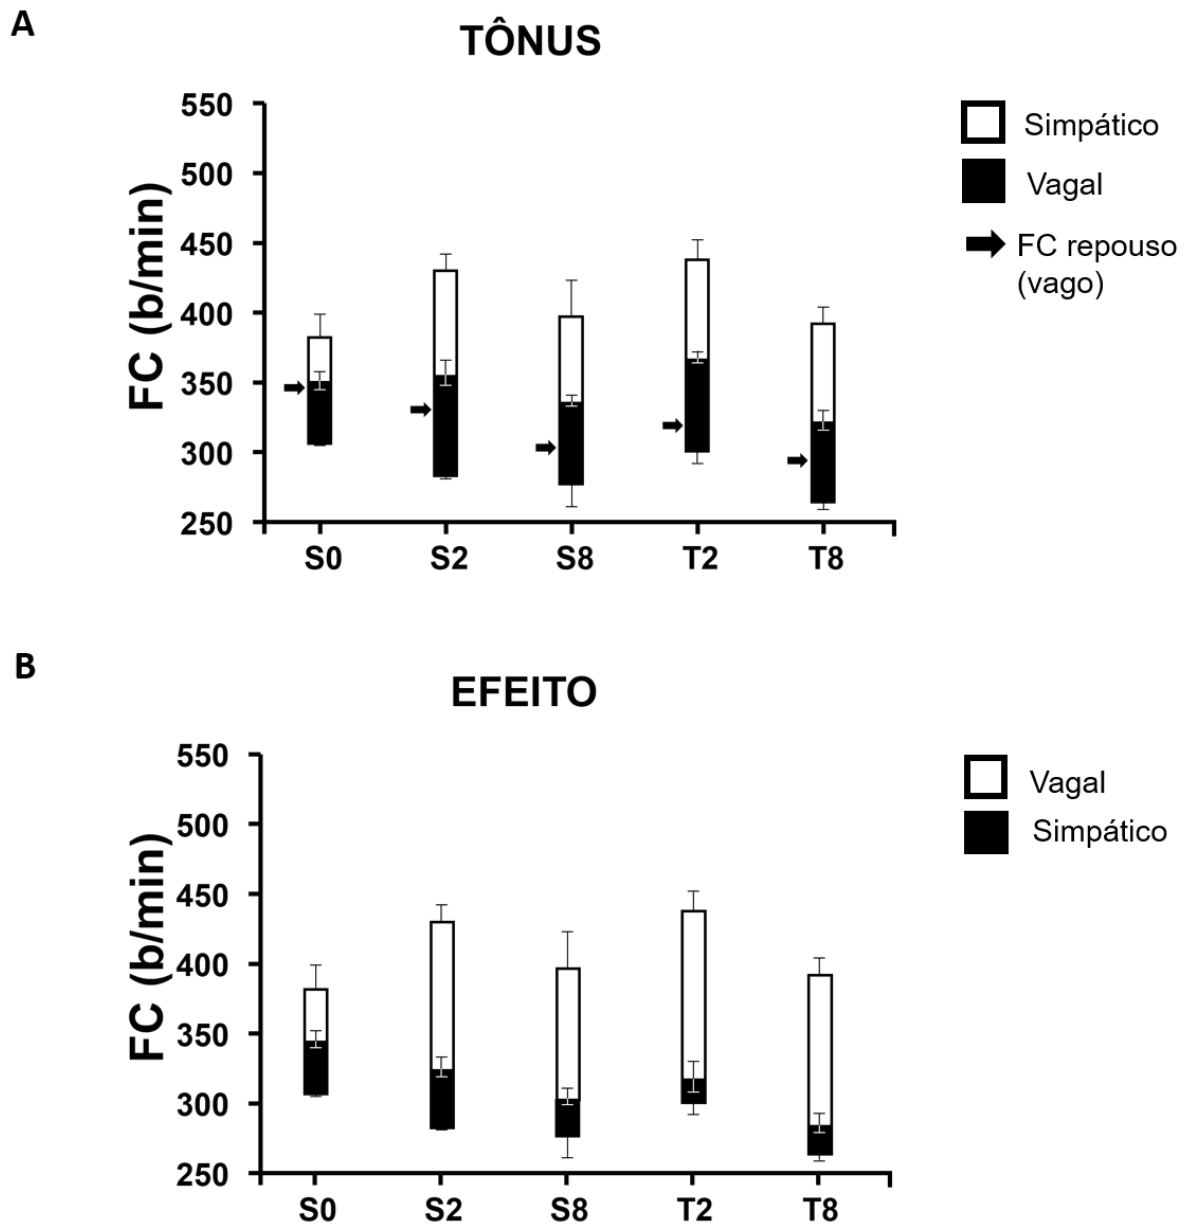 A
TÔNUS
550
500
450
400
350
300
250
FC (b/min)
S0 S2 S8 T2 T8
Simpático
Vagal
FC repouso
(vago)
B
EFEITO
550
500
450
400
350
300
250
FC (b/min)
S0 S2 S8 T2 T8
Vagal
Simpático